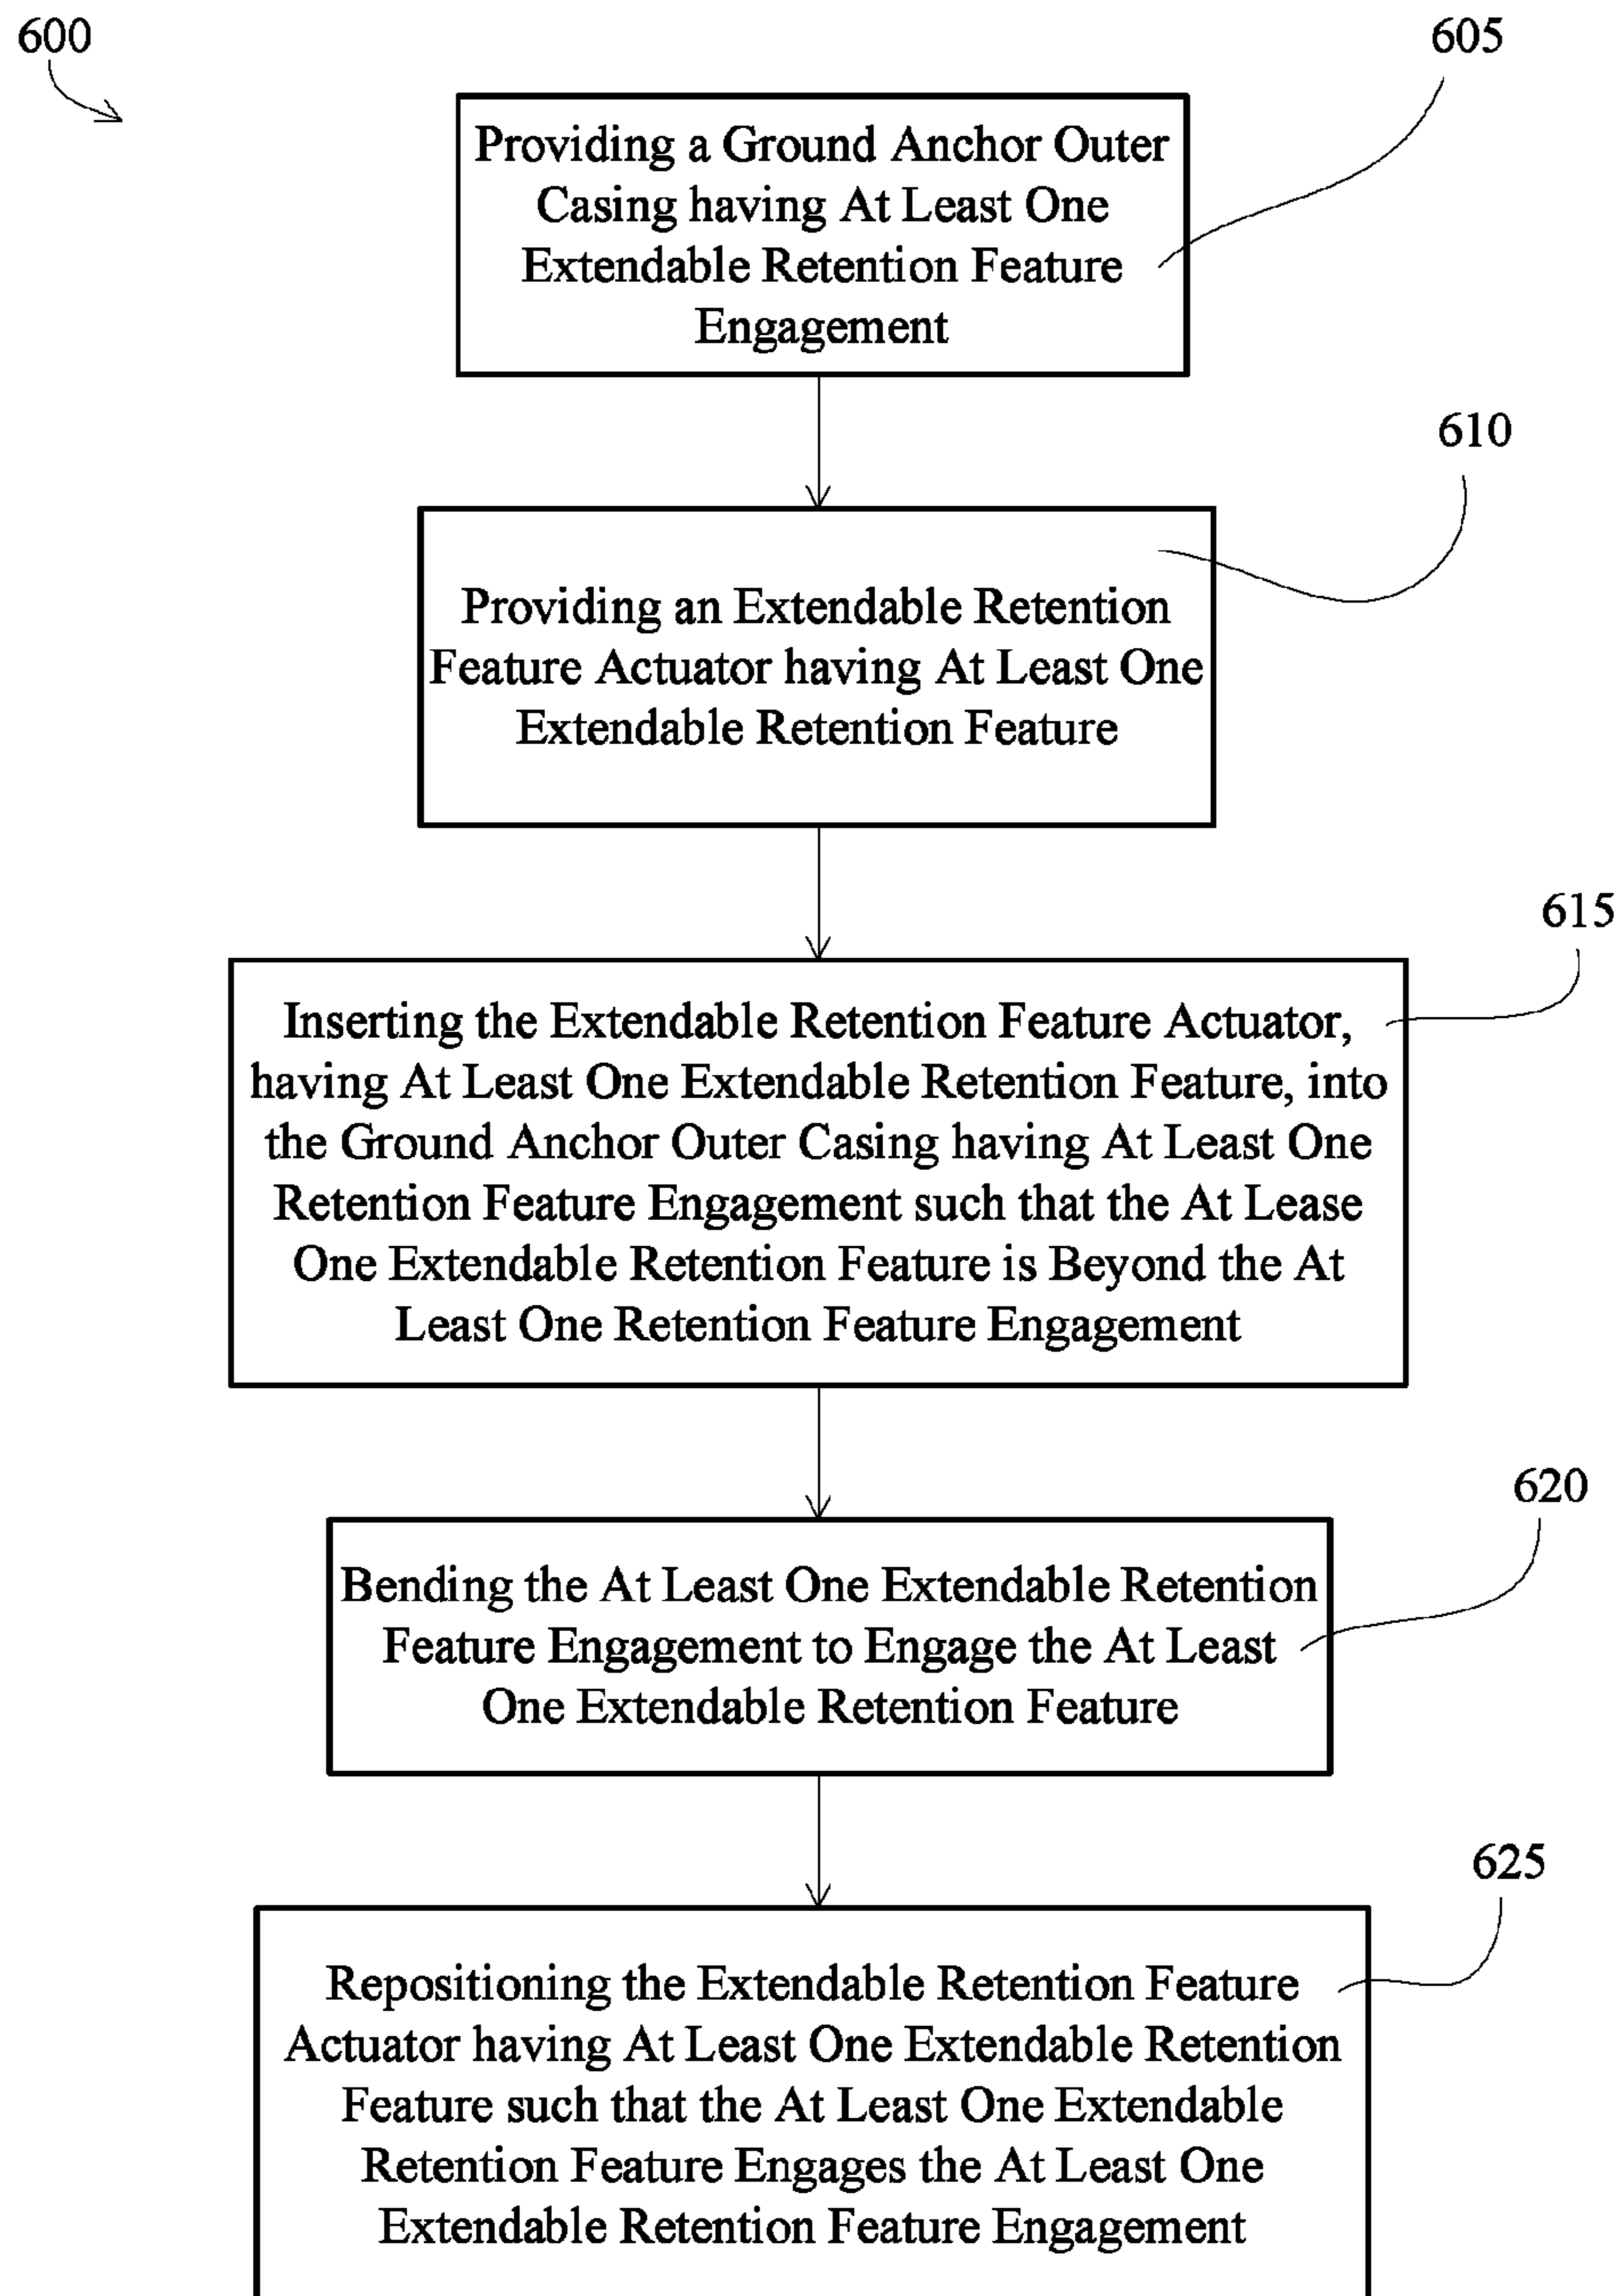 600
605
Providing a Ground Anchor Outer
Casing having At Least One
Extendable Retention Feature
Engagement
610
Providing an Extendable Retention
Feature Actuator having At Least One
Extendable Retention Feature
615
Inserting the Extendable Retention Feature Actuator,
having At Least One Extendable Retention Feature, into
the Ground Anchor Outer Casing having At Least One
Retention Feature Engagement such that the At Lease
One Extendable Retention Feature is Beyond the At
Least One Retention Feature Engagement
620
Bending the At Least One Extendable Retention
Feature Engagement to Engage the At Least
One Extendable Retention Feature
625
Repositioning the Extendable Retention Feature
Actuator having At Least One Extendable Retention
Feature such that the At Least One Extendable
Retention Feature Engages the At Least One
Extendable Retention Feature Engagement